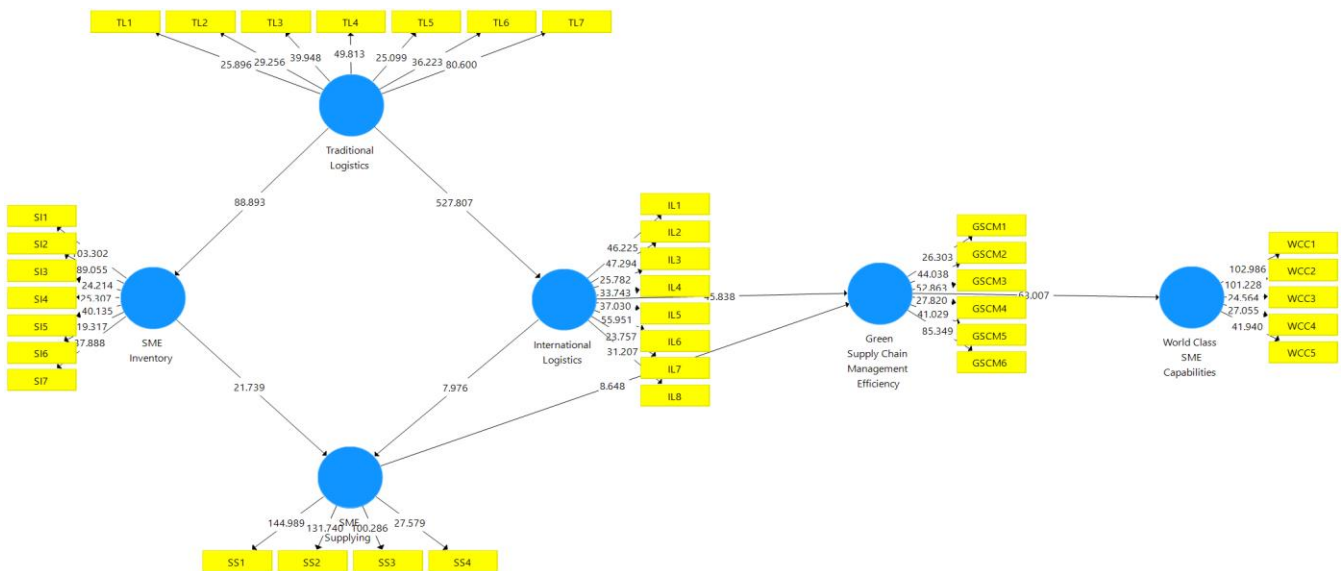 TL1 TL2 TL3 TL4 TL5 TL6 TL7
25.896 29.256 39.948 49.813 25.099 36.223 80.600
Traditional
Logistics
88.893 527.807
SI1
SI2
SI3
SI4
SI5
SI6
SI7
103.302
89.055
24.214
25.307
40.135
SME
Inventory
IL1
IL2
IL3
IL4
IL5
IL6
IL7
IL8
46.225
47.294
25.782
33.743
37.030
55.951
23.757
31.207
International
Logistics
GSCM1
GSCM2
GSCM3
GSCM4
GSCM5
GSCM6
26.303
44.038
52.863
27.820
41.029
85.349
Green
Supply Chain
Management
Efficiency
63.007
WCC1
WCC2
WCC3
WCC4
WCC5
102.986
101.228
24.564
27.055
41.940
World Class
SME
Capabilities
21.739 7.976 8.648
144.989 131.740 100.286 27.579
SME
Supplying
SS1 SS2 SS3 SS4